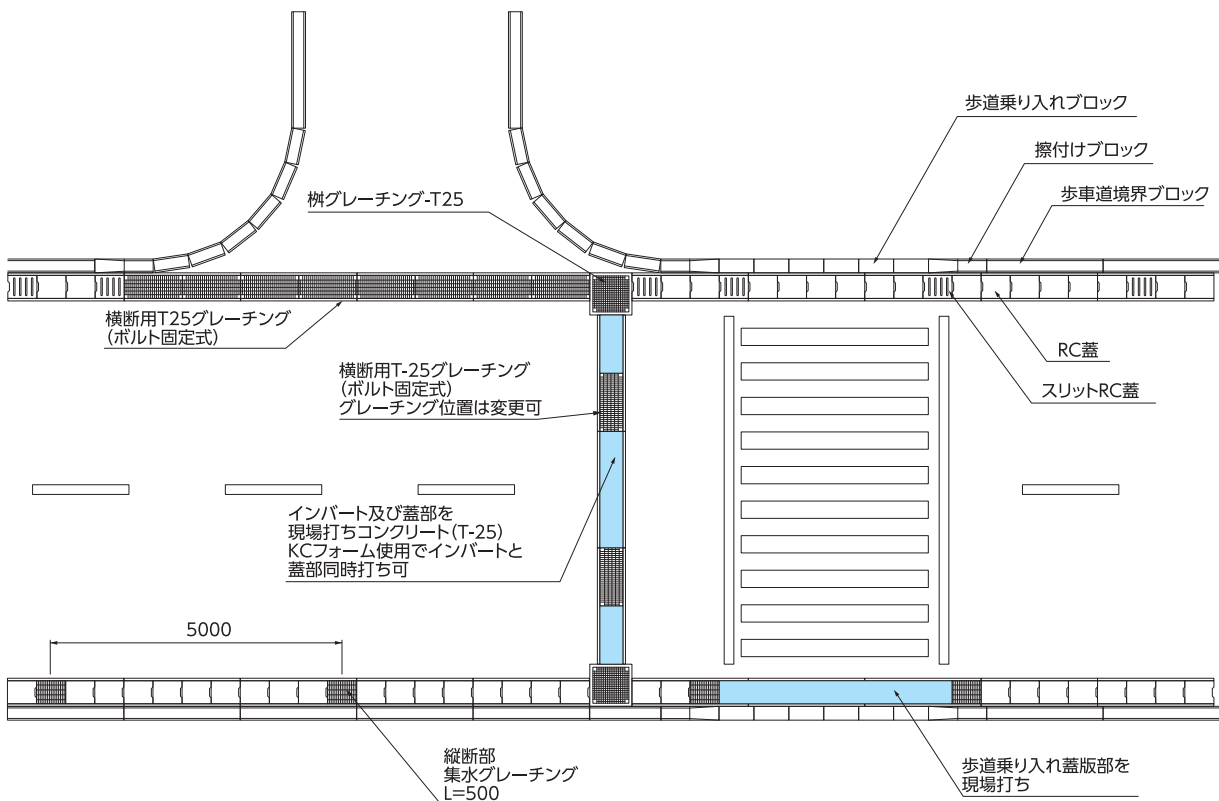 歩道乗り入れブロック
擦付けブロック
歩車道境界ブロック
桝グレーチング-T25
横断用T25グレーチング
(ボルト固定式)
横断用T-25グレーチング
(ボルト固定式)
グレーチング位置は変更可
RC蓋
スリットRC蓋
インバート及び蓋部を
現場打ちコンクリート(T-25)
KCフォーム使用でインバートと
蓋部同時打ち可
5000
縦断部
集水グレーチング
L=500
歩道乗り入れ蓋版部を
現場打ち